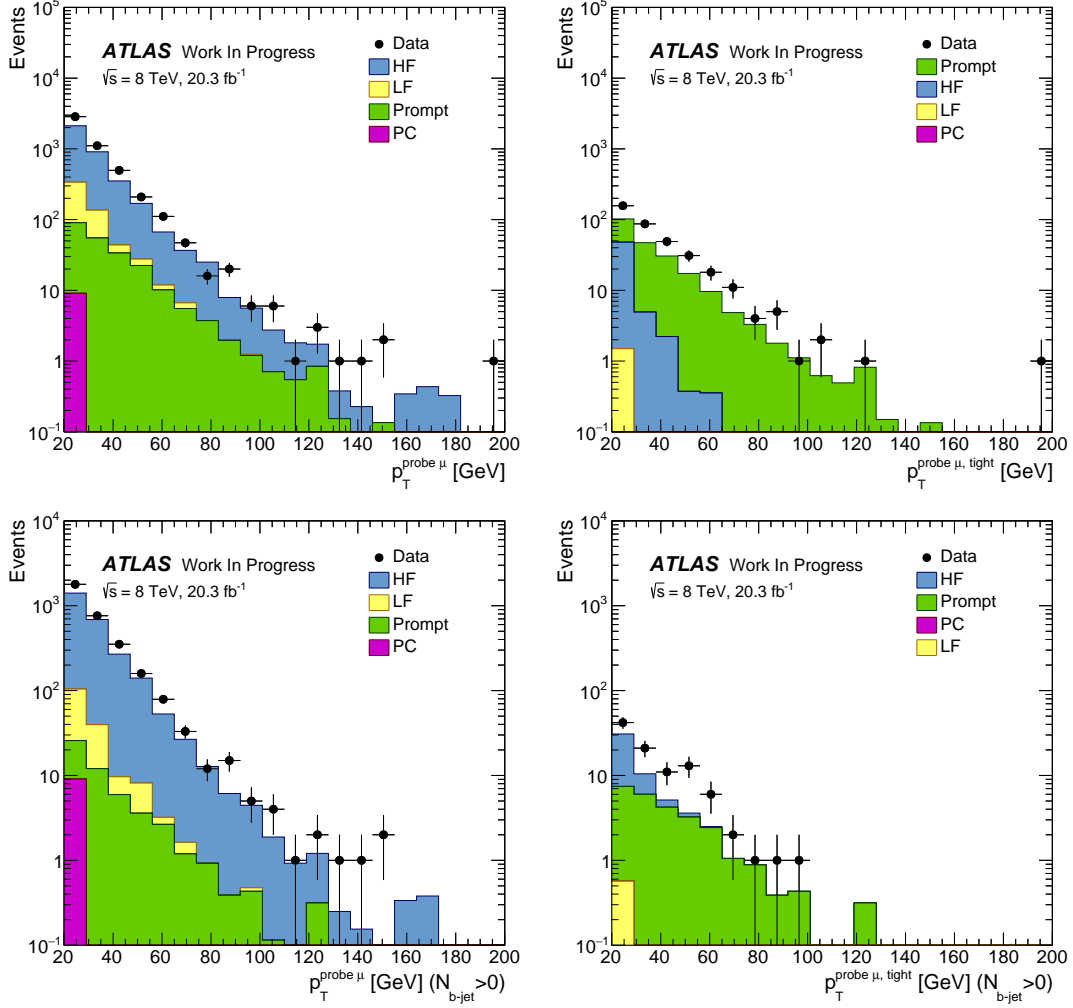 Events
10⁵
10⁴
10³
10²
10
1
10⁻¹
ATLAS Work In Progress
√s = 8 TeV, 20.3 fb⁻¹
Data
HF
LF
Prompt
PC
20 40 60 80 100 120 140 160 180 200
p_T^{probe μ} [GeV]
Events
10⁵
10⁴
10³
10²
10
1
10⁻¹
ATLAS Work In Progress
√s = 8 TeV, 20.3 fb⁻¹
Data
Prompt
HF
LF
PC
20 40 60 80 100 120 140 160 180 200
p_T^{probe μ, tight} [GeV]
Events
10⁴
10³
10²
10
1
10⁻¹
ATLAS Work In Progress
√s = 8 TeV, 20.3 fb⁻¹
Data
HF
LF
Prompt
PC
20 40 60 80 100 120 140 160 180 200
p_T^{probe μ} [GeV] (N_{b-jet}>0)
Events
10⁴
10³
10²
10
1
10⁻¹
ATLAS Work In Progress
√s = 8 TeV, 20.3 fb⁻¹
Data
HF
Prompt
PC
LF
20 40 60 80 100 120 140 160 180 200
p_T^{probe μ, tight} [GeV] (N_{b-jet}>0)